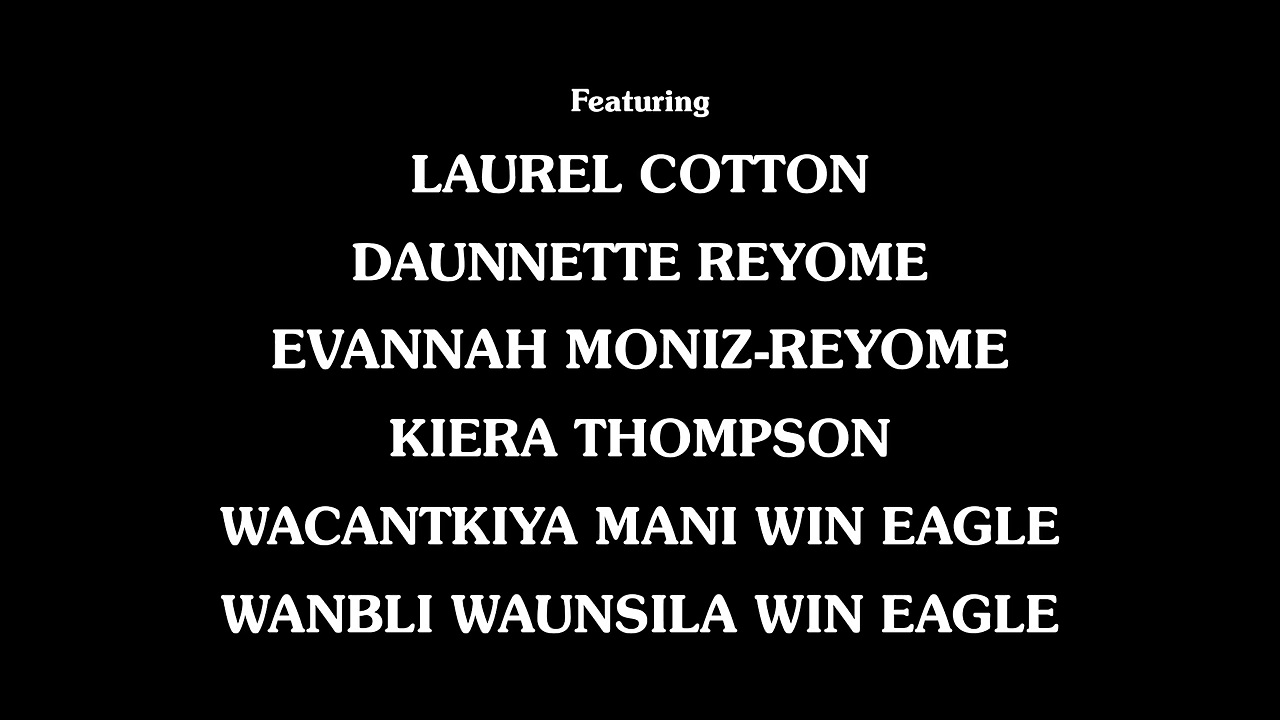 Featuring
LAUREL COTTON
DAUNNETTE REYOME
EVANNAH MONIZ-REYOME
KIERA THOMPSON
WACANTKIYA MANI WIN EAGLE
WANBLI WAUNSILA WIN EAGLE